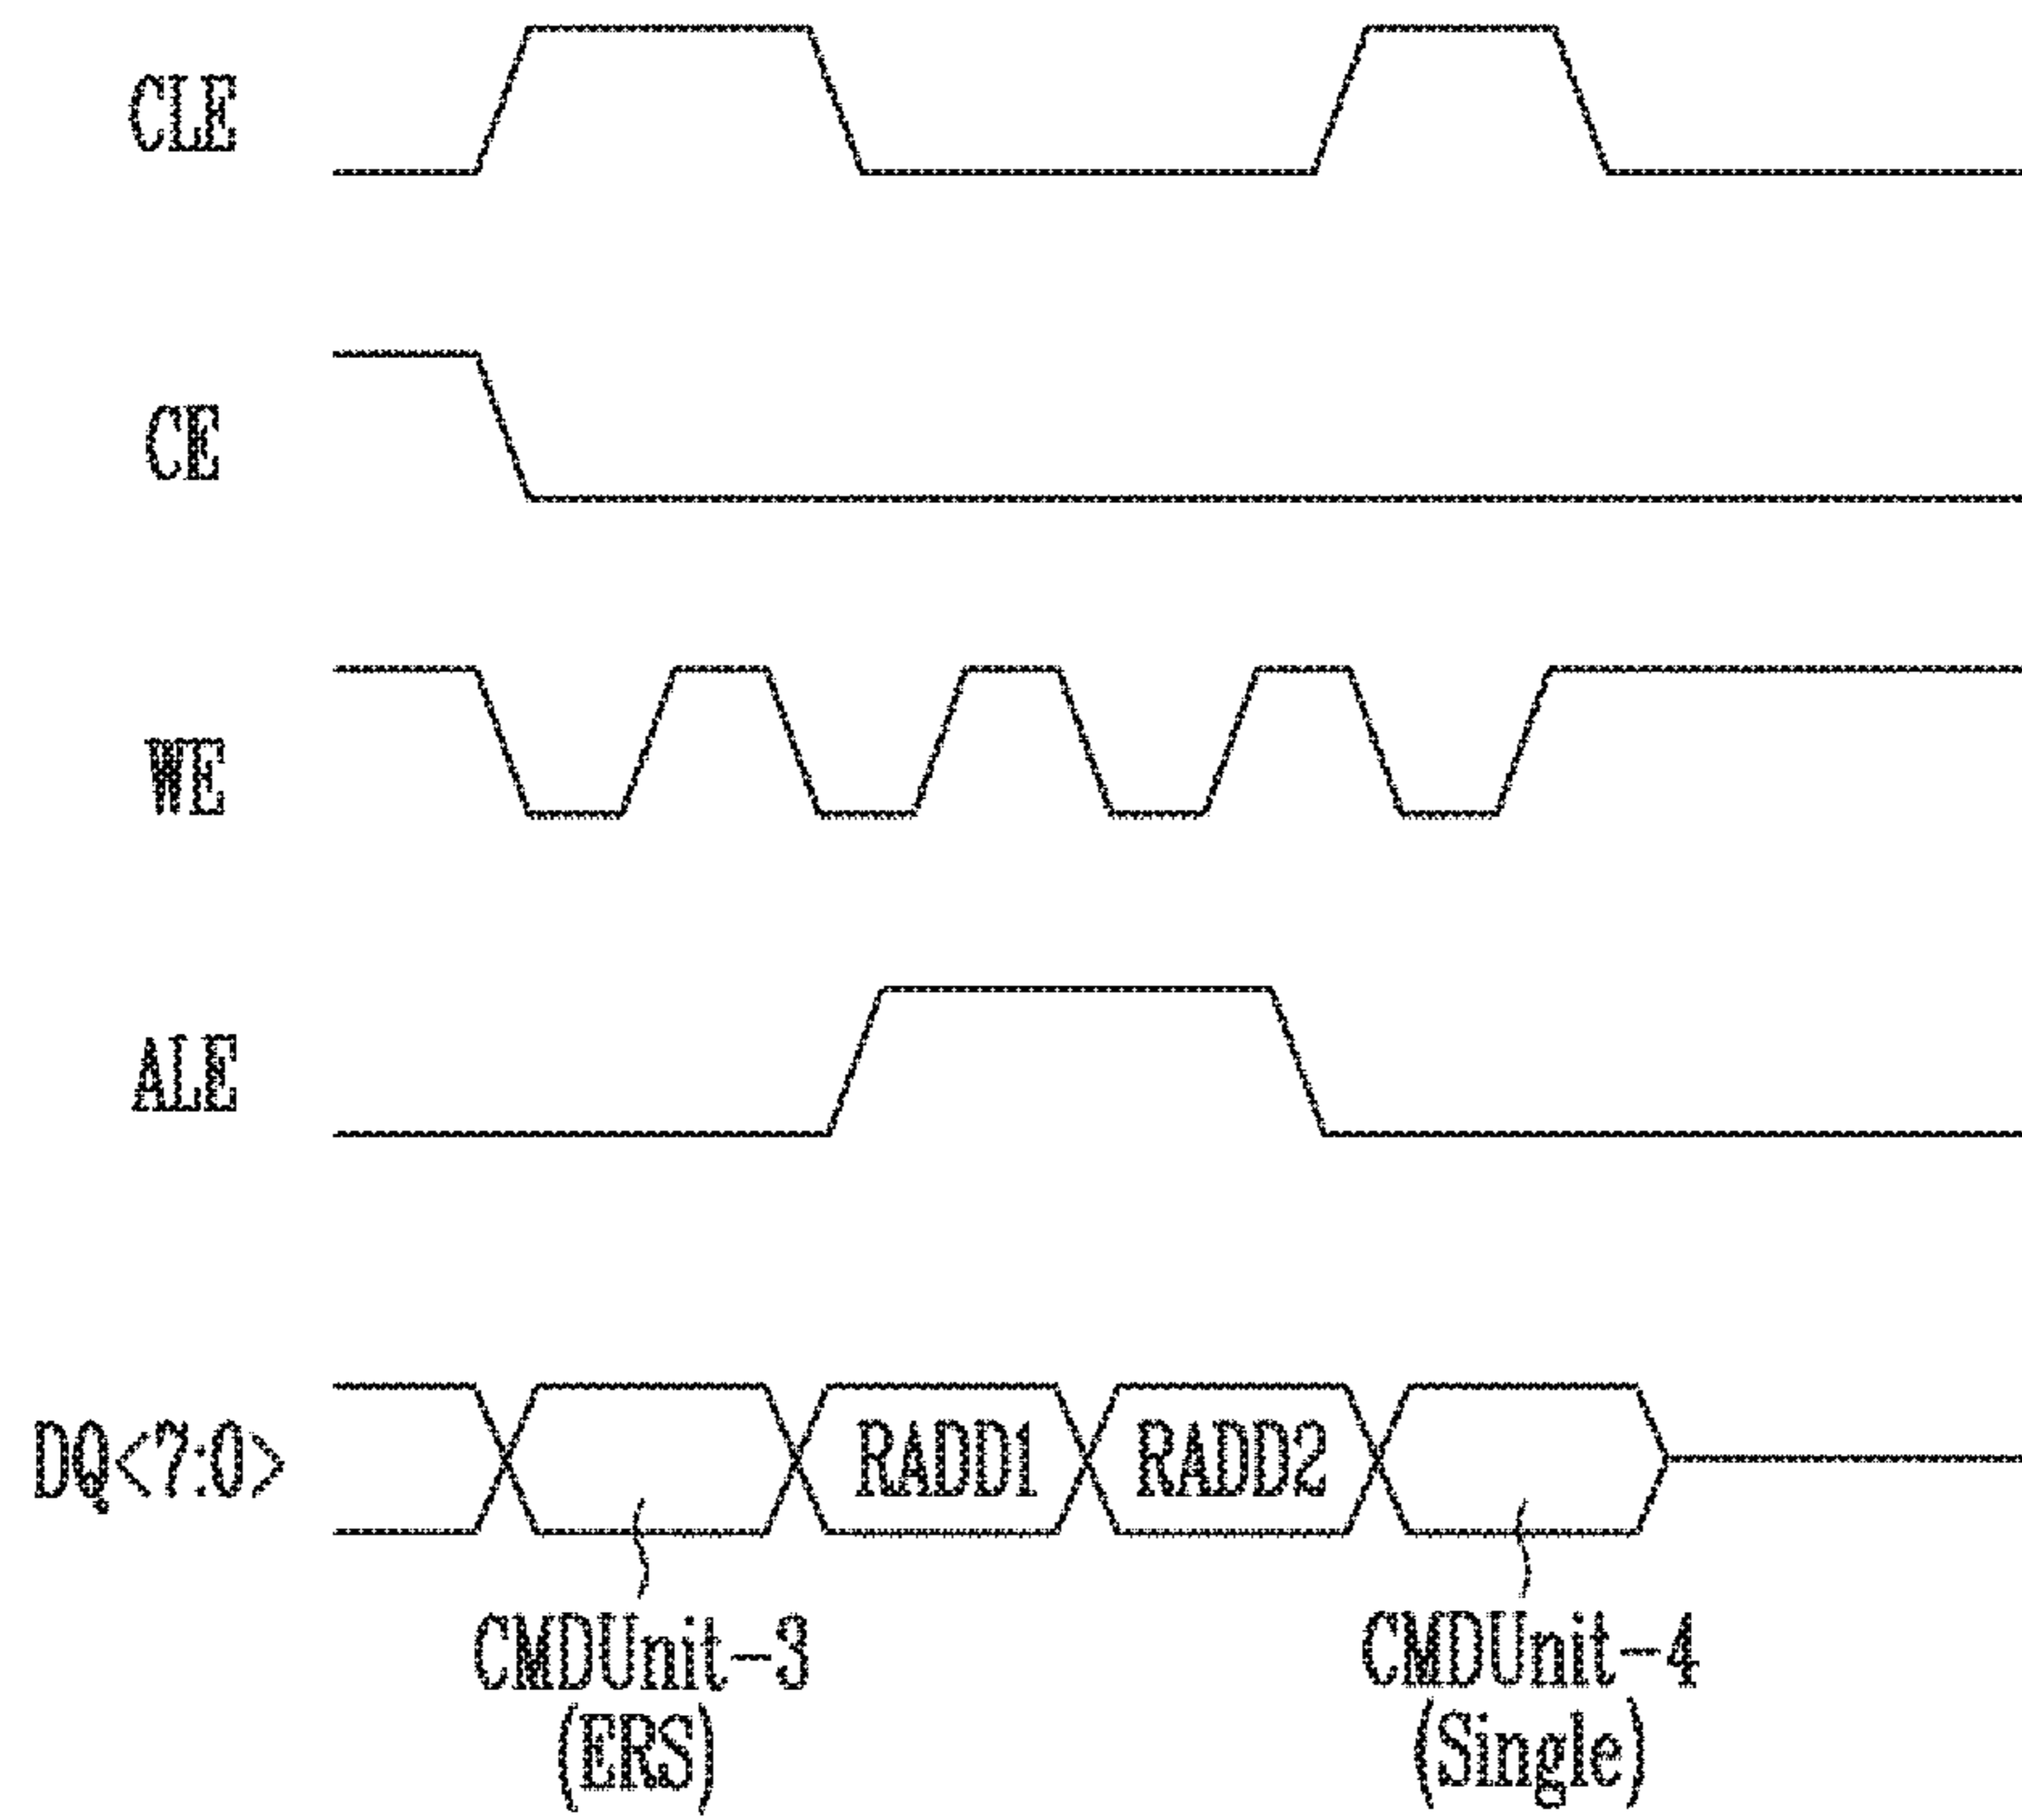 CLE
CE
WE
ALE
DQ<7:0>
RADD1
RADD2
CMDUnit-3
(ERS)
CMDUnit-4
(Single)